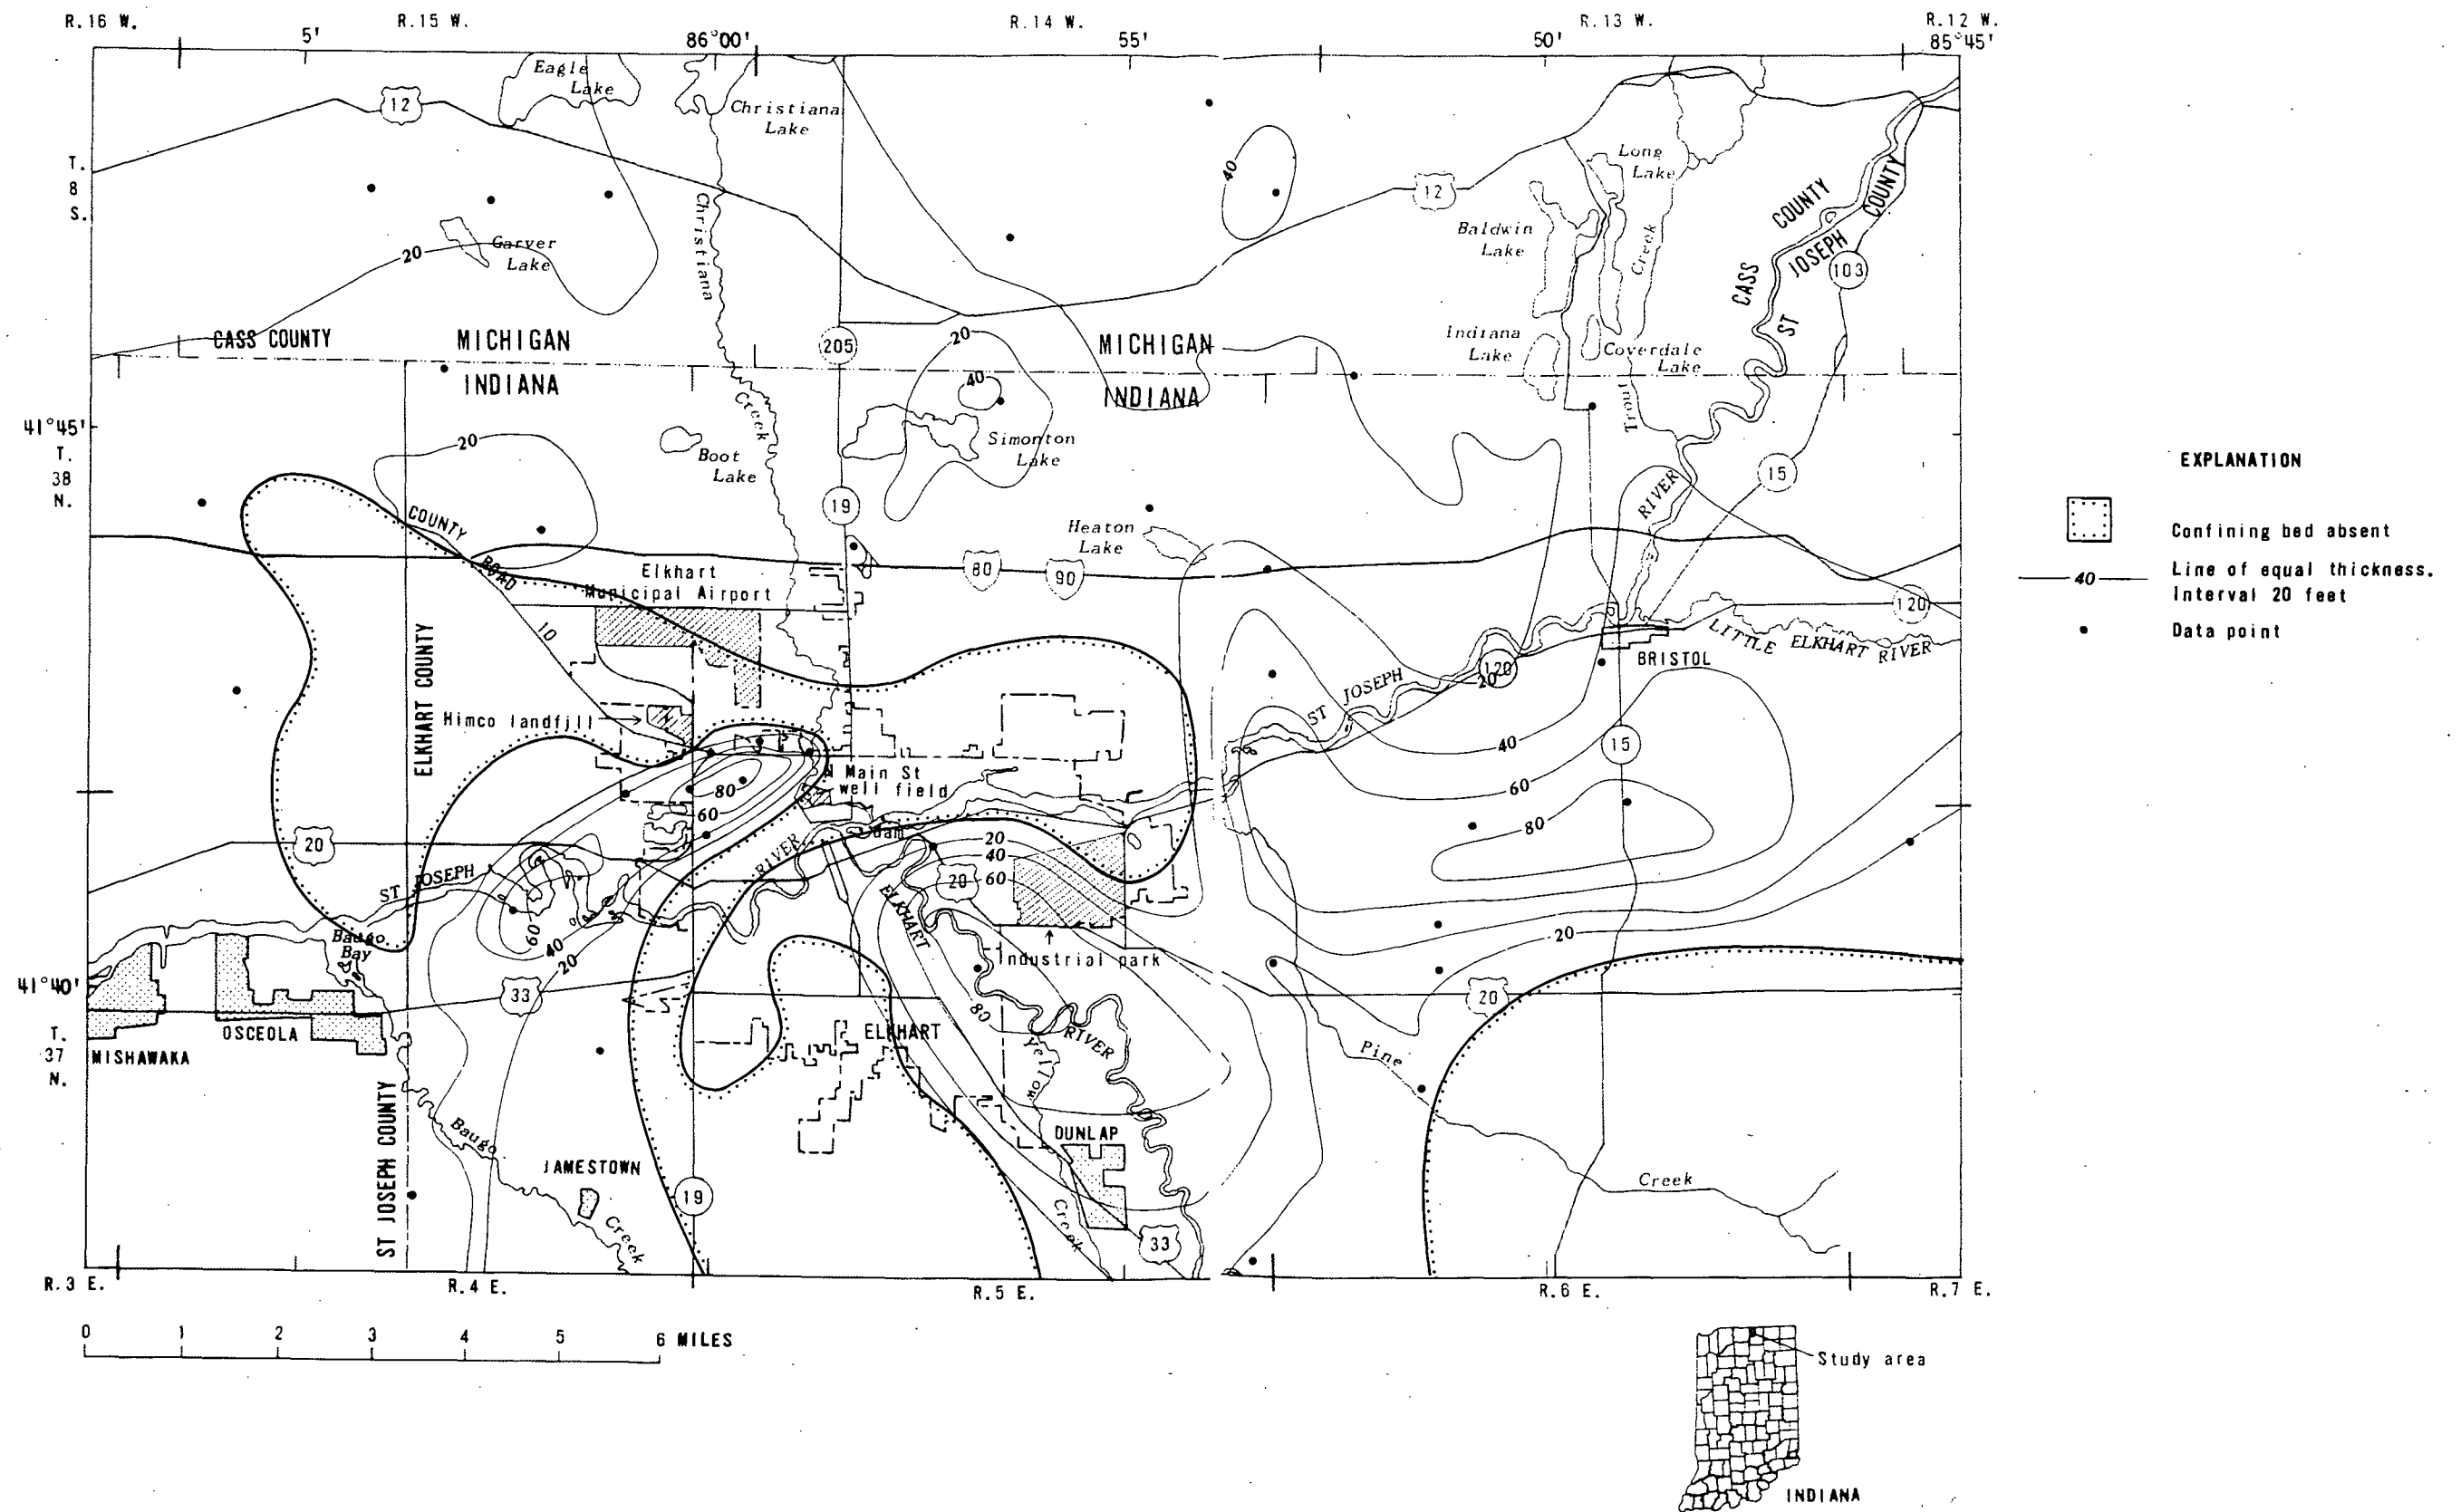 R.16 W.
R.15 W.
R.14 W.
R.13 W.
R.12 W.
5'
86°00'
55'
50'
85°45'
Eagle
Lake
12
Christiana
Lake
T.
8
S.
40
Long
Lake
12
COUNTY
COUNTY
Christiana
Garver
Lake
20
Baldwin
Lake
Creek
CASS
ST
JOSEPH
103
CASS COUNTY
MICHIGAN
INDIANA
205
20
40
MICHIGAN
INDIANA
Indiana
Lake
Coverdale
Lake
Trout
Creek
41°45'
T.
38
N.
20
Boot
Lake
Simonton
Lake
15
RIVER
EXPLANATION
Confining bed absent
40
Line of equal thickness.
Interval 20 feet
Data point
19
COUNTY
ROAD
10
Heaton
Lake
80
90
Elkhart
Municipal Airport
120
LITTLE ELKHART RIVER
BRISTOL
ELKHART COUNTY
ST JOSEPH
120
20
Himco landfill
40
15
N Main St
well field
80
60
60
80
20
RIVER
dam
20
40
60
20
ST JOSEPH
ELKHART
60
40
20
Baugo
Bay
Industrial park
20
41°40'
33
20
T.
37
N.
OSCEOLA
MISHAWAKA
ELKHART
80
RIVER
Yellow
Pine
ST JOSEPH COUNTY
Baugo
DUNLAP
JAMESTOWN
Creek
19
Creek
33
Creek
R.3 E.
R.4 E.
R.5 E.
R.6 E.
R.7 E.
0 1 2 3 4 5 6 MILES
Study area
INDIANA